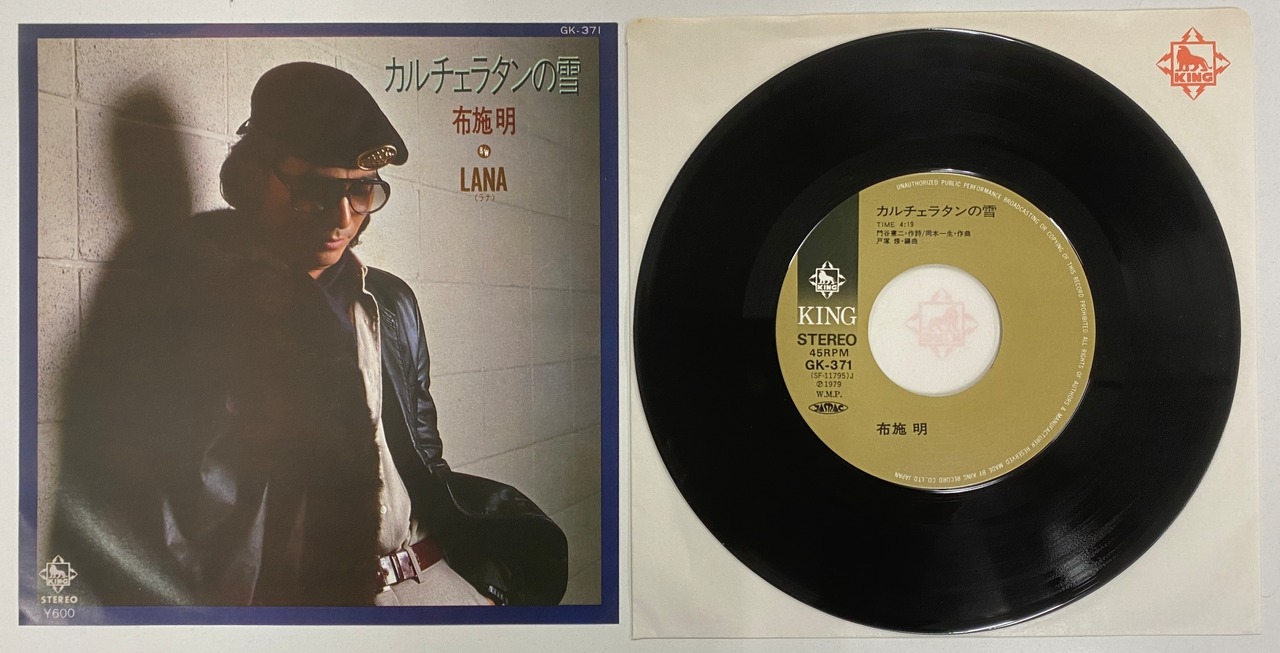 GK-371
カルチェラタンの雪
布施明
B/W
LANA
(ラナ)
KING
STEREO
¥600
KING
UNAUTHORIZED PUBLIC PERFORMANCE BROADCASTING OR COPYING OF THIS RECORD PROHIBITED ALL RIGHTS OF AUTHORS & MANUFACTURER RESERVED MADE BY KING RECORD CO., LTD JAPAN
カルチェラタンの雪
TIME 4:19
門谷憲二・作詩/岡本一生・作曲
戸塚 修・編曲
KING
KING
STEREO
45RPM
GK-371
(SF-11795)J
Ⓟ1979
W.M.P.
JASRAC
布施 明